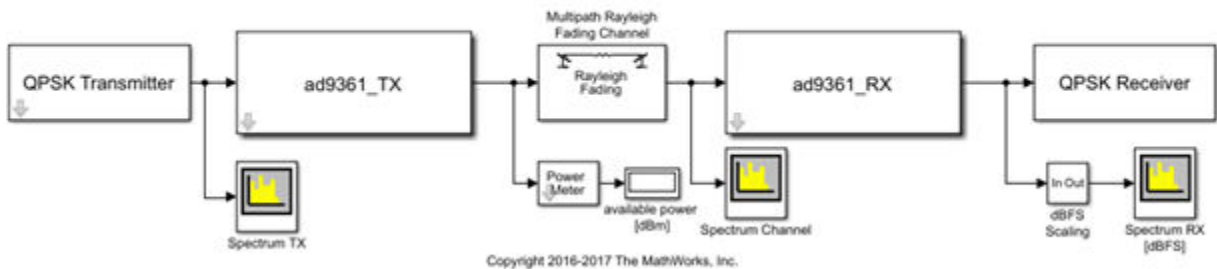 Multipath Rayleigh
Fading Channel
QPSK Transmitter
ad9361_TX
Rayleigh
Fading
ad9361_RX
QPSK Receiver
Spectrum TX
Power
Meter
available power
[dBm]
Spectrum Channel
In Out
dBFS
Scaling
Spectrum RX
[dBFS]
Copyright 2016-2017 The MathWorks, Inc.